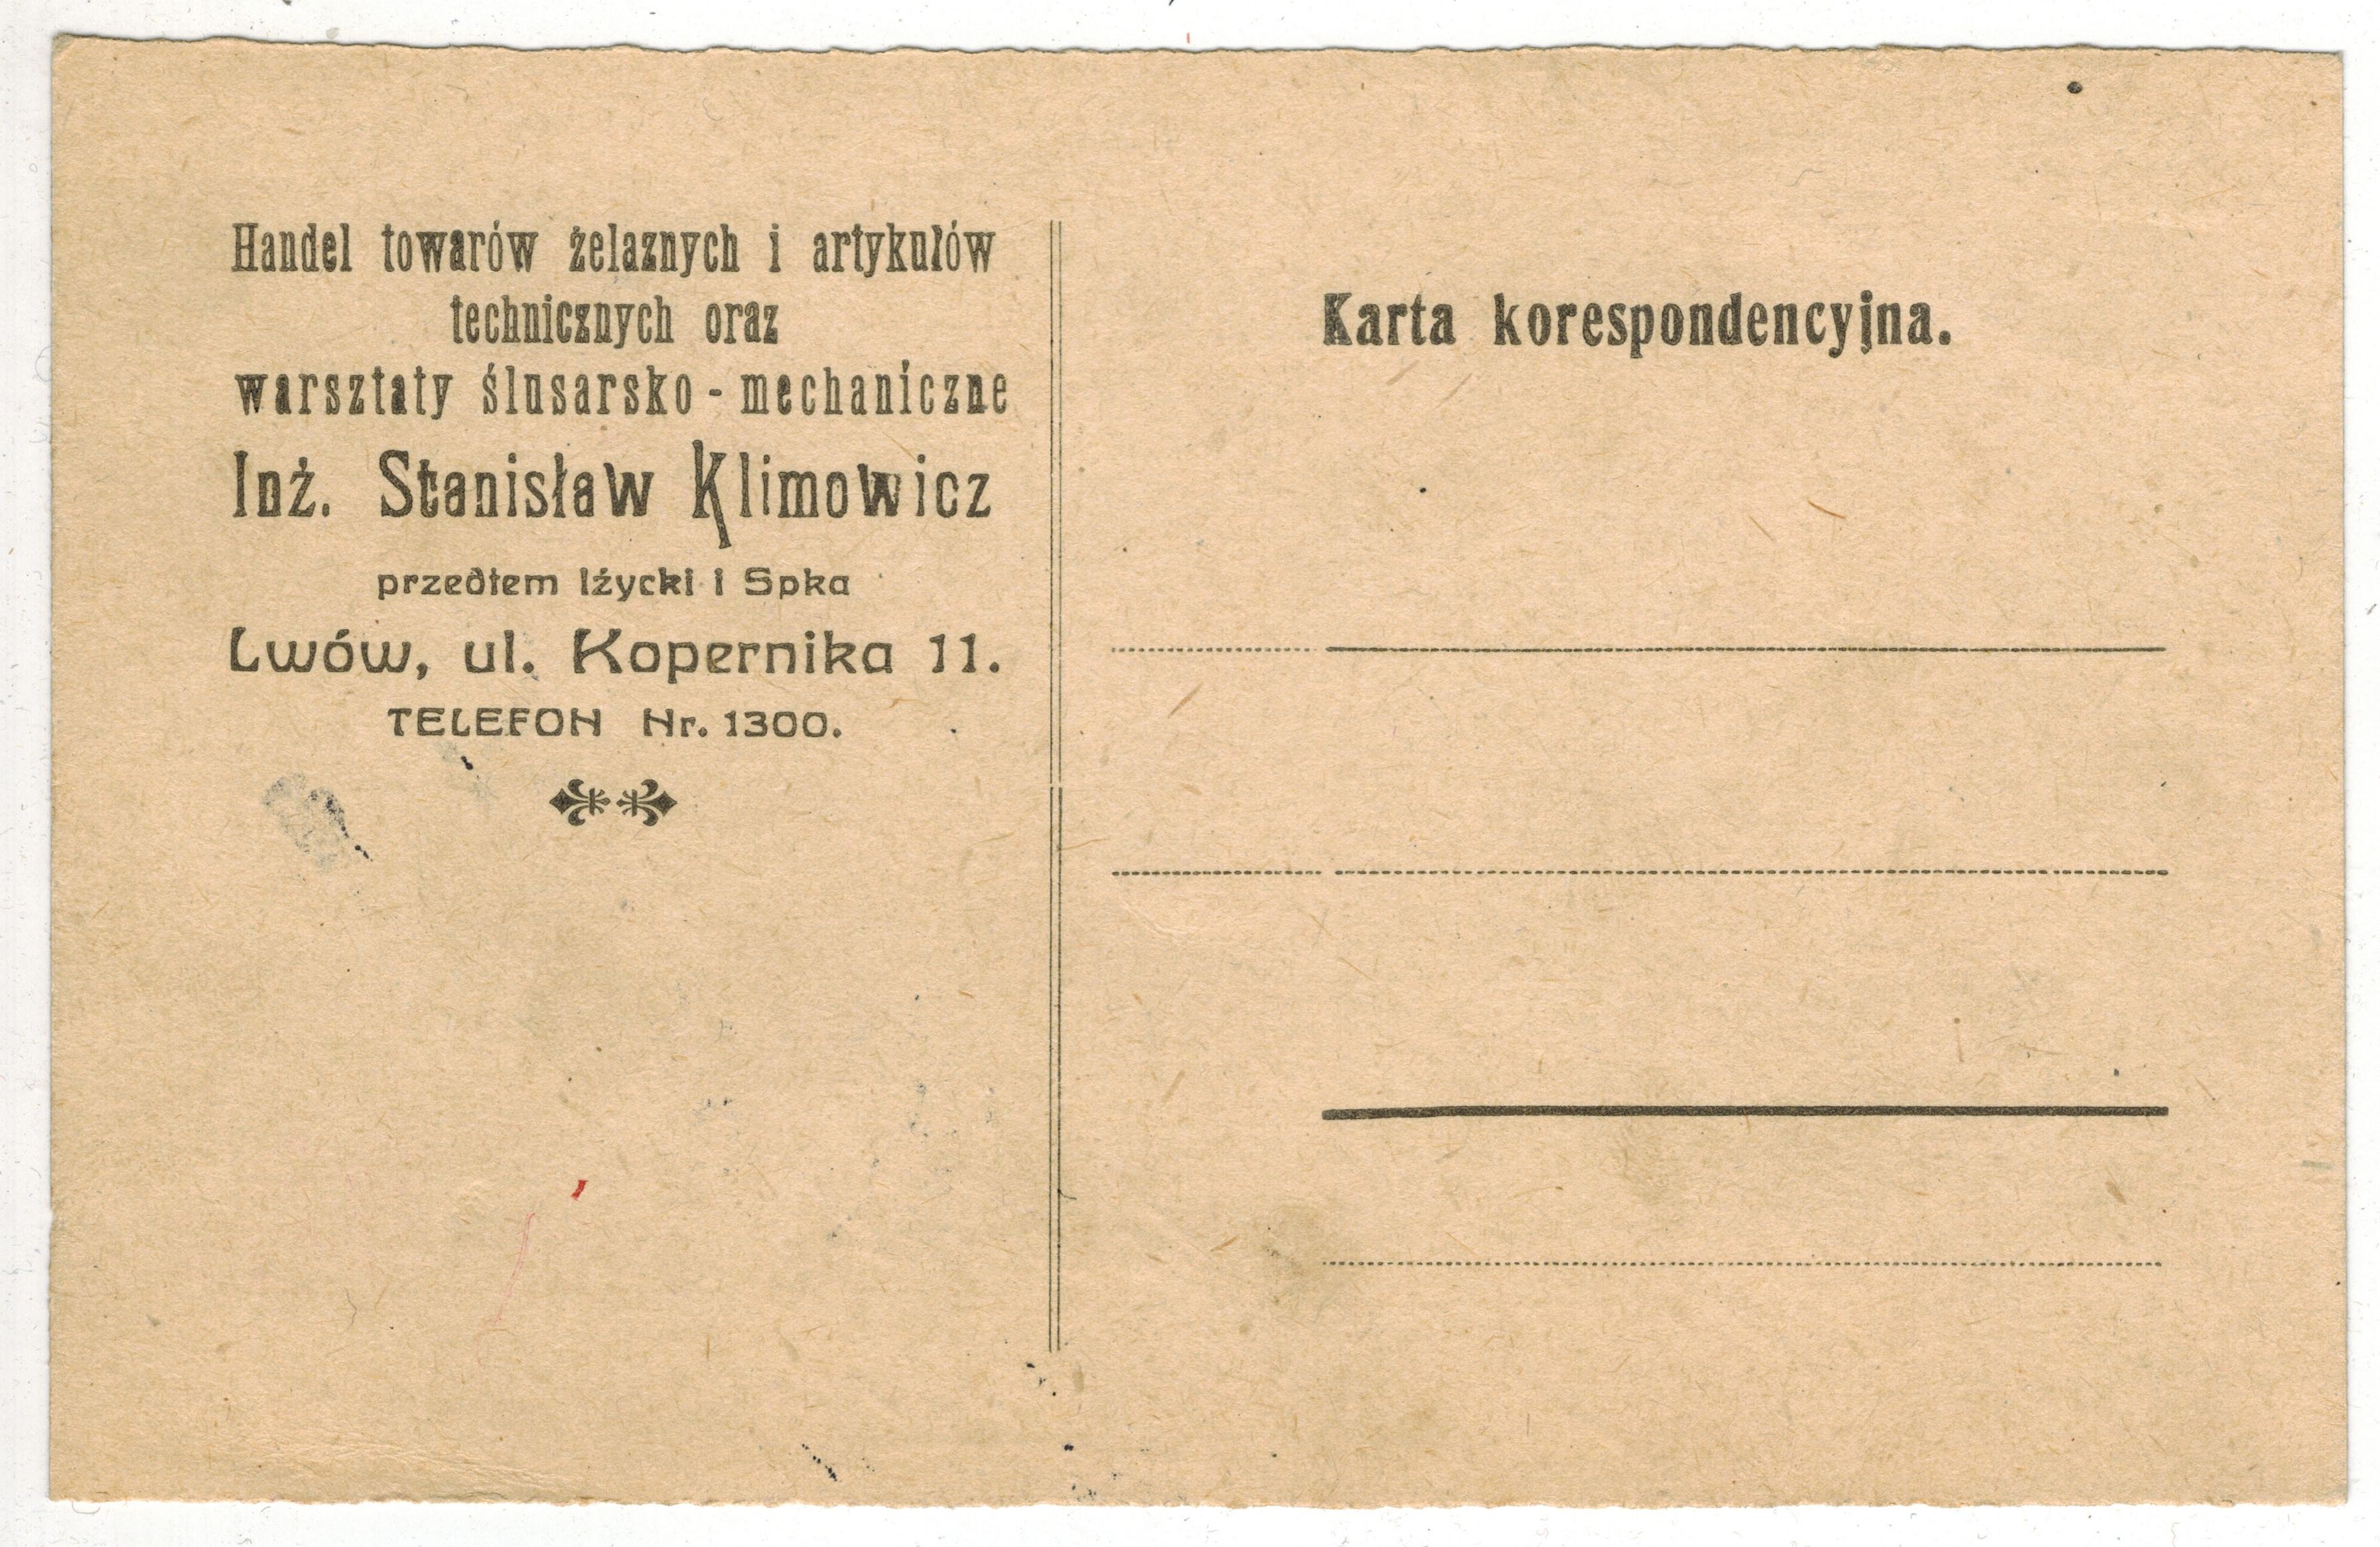 Handel towarów żelaznych i artykułów
technicznych oraz
warsztaty ślusarsko - mechaniczne
Inż. Stanisław Klimowicz
przedtem Iżycki i Spka
Lwów, ul. Kopernika 11.
TELEFON Nr. 1300.
Karta korespondencyjna.